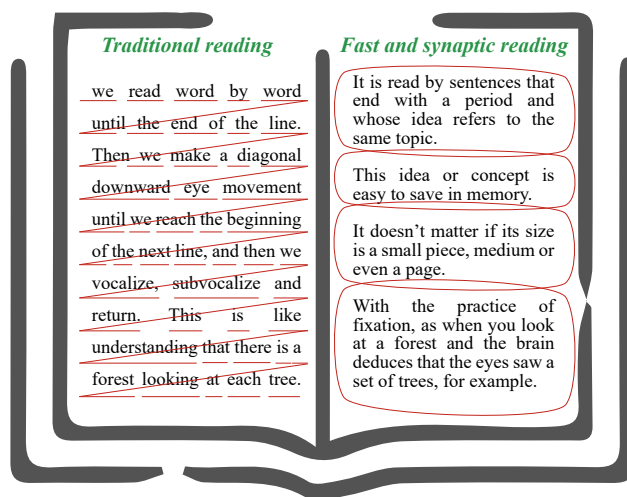 Traditional reading
we read word by word
until the end of the line.
Then we make a diagonal
downward eye movement
until we reach the beginning
of the next line, and then we
vocalize, subvocalize and
return. This is like
understanding that there is a
forest looking at each tree.
Fast and synaptic reading
It is read by sentences that
end with a period and
whose idea refers to the
same topic.
This idea or concept is
easy to save in memory.
It doesn’t matter if its size
is a small piece, medium or
even a page.
With the practice of
fixation, as when you look
at a forest and the brain
deduces that the eyes saw a
set of trees, for example.